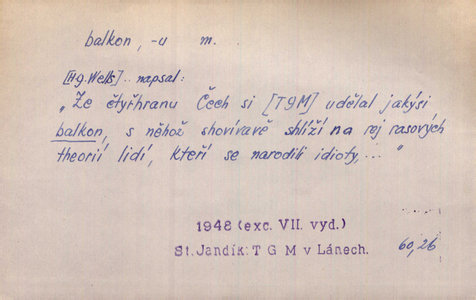 balkon, -u m.
[H.g. Wells].. napsal:
„Ze čtyřhranu Čech si [TGM] udělal jakýsi
balkon, s něhož shovívavě shlíží na rej rasových
theorií lidí, kteří se narodili idioty,... "
1948 (exc. VII. vyd.)
St. Jandík: T G M v Lánech.
60,26